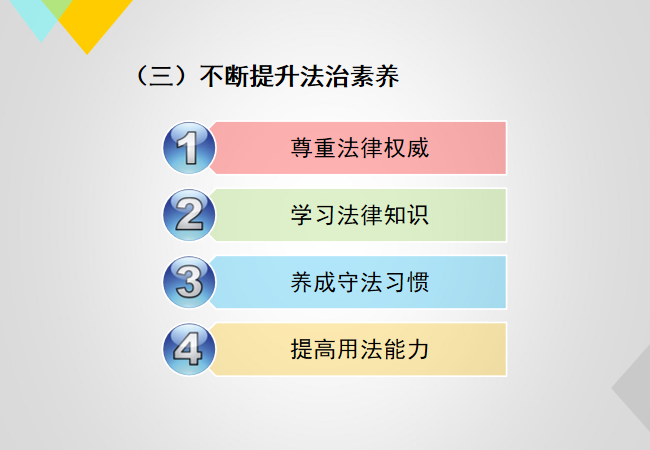 （三）不断提升法治素养
1 尊重法律权威
2 学习法律知识
3 养成守法习惯
4 提高用法能力